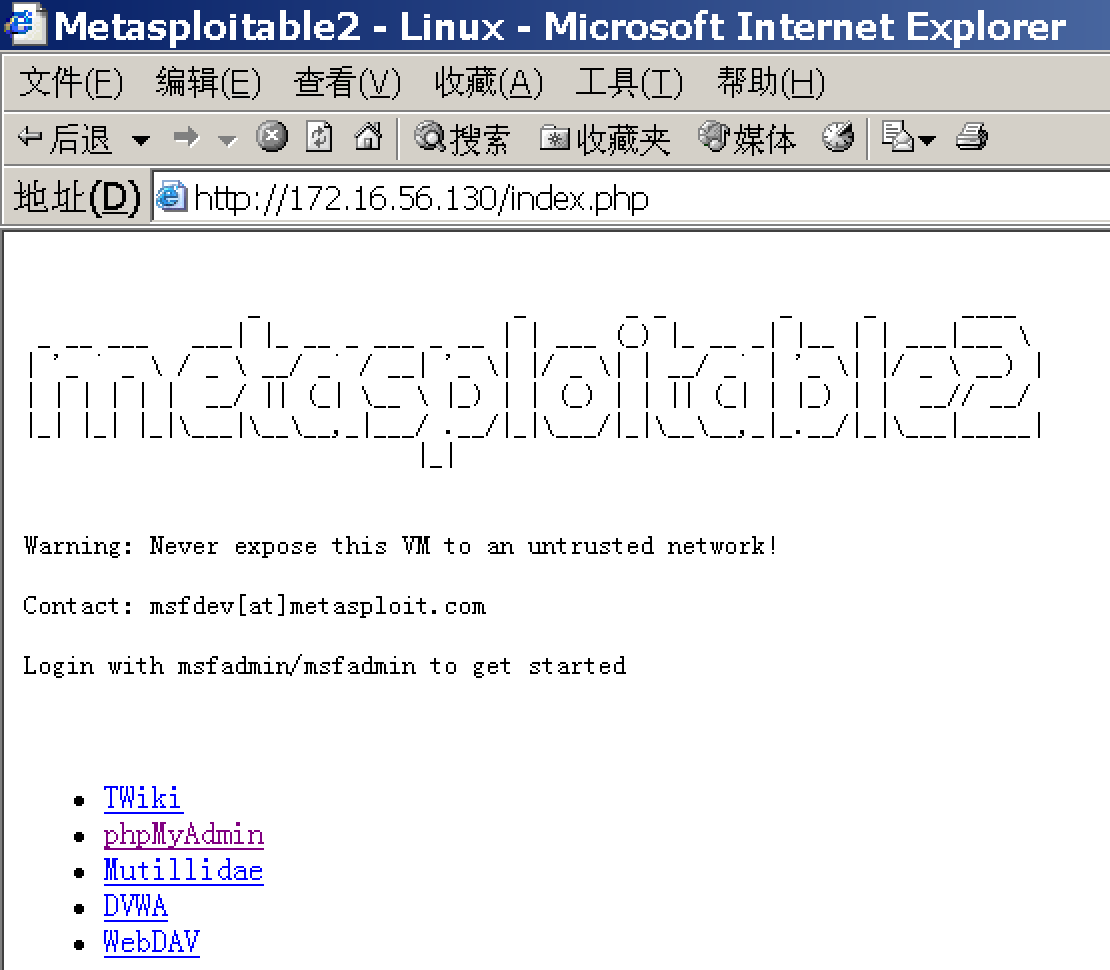 Metasploitable2 - Linux - Microsoft Internet Explorer
文件(F) 编辑(E) 查看(V) 收藏(A) 工具(T) 帮助(H)
后退 搜索 收藏夹 媒体
地址(D) http://172.16.56.130/index.php
metasploitable2
Warning: Never expose this VM to an untrusted network!
Contact: msfdev[at]metasploit.com
Login with msfadmin/msfadmin to get started
TWiki
phpMyAdmin
Mutillidae
DVWA
WebDAV